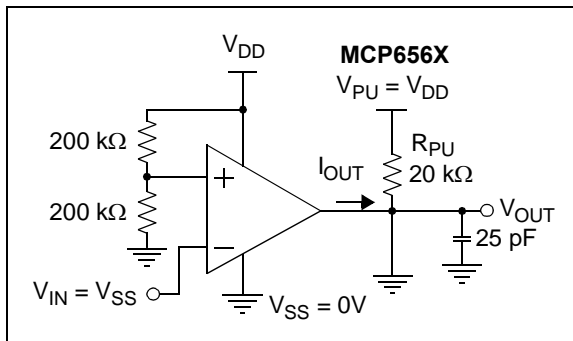 V_DD
MCP656X
V_PU = V_DD
200 kΩ
200 kΩ
+
−
I_OUT
R_PU
20 kΩ
V_OUT
25 pF
V_IN = V_SS
V_SS = 0V